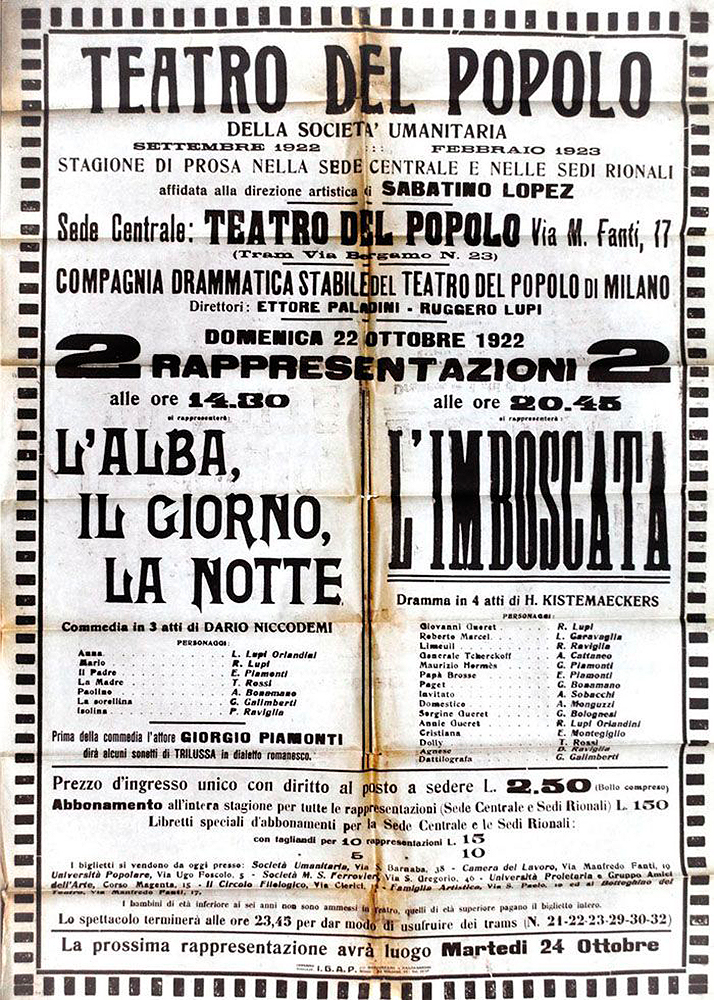 TEATRO DEL POPOLO
DELLA SOCIETA' UMANITARIA
SETTEMBRE 1922 ::: FEBBRAIO 1923
STAGIONE DI PROSA NELLA SEDE CENTRALE E NELLE SEDI RIONALI
affidata alla direzione artistica di SABATINO LOPEZ
Sede Centrale: TEATRO DEL POPOLO Via M. Fanti, 17
(Tram Via Bergamo N. 23)
COMPAGNIA DRAMMATICA STABILE DEL TEATRO DEL POPOLO DI MILANO
Direttori: ETTORE PALADINI - RUGGERO LUPI
DOMENICA 22 OTTOBRE 1922
2 RAPPRESENTAZIONI 2
alle ore 14.30
si rappresenterà:
L'ALBA,
IL GIORNO,
LA NOTTE
Commedia in 3 atti di DARIO NICCODEMI
PERSONAGGI:
Anna . . . . . L. Lupi Orlandini
Mario . . . . . R. Lupi
Il Padre . . . . . E. Piamonti
La Madre . . . . . T. Rossi
Paolino . . . . . A. Bonomano
La sorellina . . . . . G. Galimberti
Isolina . . . . . P. Raviglia
Prima della commedia l'attore GIORGIO PIAMONTI
dirà alcuni sonetti di TRILUSSA in dialetto romanesco.
alle ore 20.45
si rappresenterà:
L'IMBOSCATA
Dramma in 4 atti di H. KISTEMAECKERS
PERSONAGGI:
Giovanni Gueret . . . . . R. Lupi
Roberto Marcel . . . . . L. Garavaglia
Limeuil . . . . . R. Raviglia
Generale Tcherckoff . . . . . A. Cattaneo
Maurizio Hermès . . . . . G. Piamonti
Papà Brosse . . . . . E. Piamonti
Paget . . . . . G. Bonamano
Invitato . . . . . A. Sobacchi
Domestico . . . . . A. Monguzzi
Sergine Gueret . . . . . G. Bolognesi
Annie Gueret . . . . . R. Lupi Orlandini
Cristiana . . . . . E. Montegiglio
Dolly . . . . . T. Rossi
Agnese . . . . . D. Raviglia
Dattilografa . . . . . G. Galimberti
Prezzo d'ingresso unico con diritto al posto a sedere L. 2.50 (Bollo compreso)
Abbonamento all'intera stagione per tutte le rappresentazioni (Sede Centrale e Sedi Rionali) L. 150
Libretti speciali d'abbonamenti per la Sede Centrale e le Sedi Rionali:
con tagliandi per 10 rappresentazioni L. 15
" " " 5 " " 10
I biglietti si vendono da oggi presso: Società Umanitaria, Via S. Barnaba, 38 - Camera del Lavoro, Via Manfredo Fanti, 19
Università Popolare, Via Ugo Foscolo, 5 - Società M. S. Ferrovieri, Via S. Gregorio, 46 - Università Proletaria e Gruppo Amici
dell'Arte, Corso Magenta, 15 - Il Circolo Filologico, Via Clerici, - Famiglia Artistica, Via S. Paolo, 10 ed al Botteghino del
Teatro, Via Manfredo Fanti, 17.
I bambini di età inferiore ai sei anni non sono ammessi in teatro, quelli di età superiore pagano il biglietto intero.
Lo spettacolo terminerà alle ore 23,45 per dar modo di usufruire dei trams (N. 21-22-23-29-30-32)
La prossima rappresentazione avrà luogo Martedì 24 Ottobre
I.G.A.P.